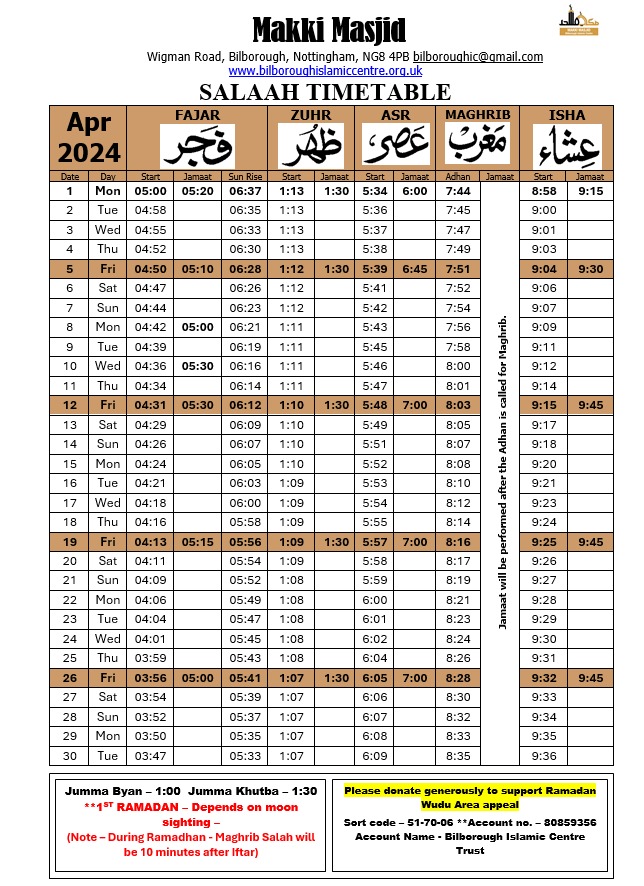 Makki Masjid
Wigman Road, Bilborough, Nottingham, NG8 4PB bilboroughic@gmail.com
www.bilboroughislamiccentre.org.uk
SALAAH TIMETABLE
Apr 2024 FAJAR ZUHR ASR MAGHRIB ISHA
فجر ظهر عصر مغرب عشاء
Date Day Start Jamaat Sun Rise Start Jamaat Start Jamaat Adhan Jamaat Start Jamaat
1 Mon 05:00 05:20 06:37 1:13 1:30 5:34 6:00 7:44 8:58 9:15
2 Tue 04:58 06:35 1:13 5:36 7:45 9:00
3 Wed 04:55 06:33 1:13 5:37 7:47 9:01
4 Thu 04:52 06:30 1:13 5:38 7:49 9:03
5 Fri 04:50 05:10 06:28 1:12 1:30 5:39 6:45 7:51 9:04 9:30
6 Sat 04:47 06:26 1:12 5:41 7:52 9:06
7 Sun 04:44 06:23 1:12 5:42 7:54 9:07
8 Mon 04:42 05:00 06:21 1:11 5:43 7:56 9:09
9 Tue 04:39 06:19 1:11 5:45 7:58 9:11
10 Wed 04:36 05:30 06:16 1:11 5:46 8:00 9:12
11 Thu 04:34 06:14 1:11 5:47 8:01 9:14
12 Fri 04:31 05:30 06:12 1:10 1:30 5:48 7:00 8:03 9:15 9:45
13 Sat 04:29 06:09 1:10 5:49 8:05 9:17
14 Sun 04:26 06:07 1:10 5:51 8:07 9:18
15 Mon 04:24 06:05 1:10 5:52 8:08 9:20
16 Tue 04:21 06:03 1:09 5:53 8:10 9:21
17 Wed 04:18 06:00 1:09 5:54 8:12 9:23
18 Thu 04:16 05:58 1:09 5:55 8:14 9:24
19 Fri 04:13 05:15 05:56 1:09 1:30 5:57 7:00 8:16 9:25 9:45
20 Sat 04:11 05:54 1:09 5:58 8:17 9:26
21 Sun 04:09 05:52 1:08 5:59 8:19 9:27
22 Mon 04:06 05:49 1:08 6:00 8:21 9:28
23 Tue 04:04 05:47 1:08 6:01 8:23 9:29
24 Wed 04:01 05:45 1:08 6:02 8:24 9:30
25 Thu 03:59 05:43 1:08 6:04 8:26 9:31
26 Fri 03:56 05:00 05:41 1:07 1:30 6:05 7:00 8:28 9:32 9:45
27 Sat 03:54 05:39 1:07 6:06 8:30 9:33
28 Sun 03:52 05:37 1:07 6:07 8:32 9:34
29 Mon 03:50 05:35 1:07 6:08 8:33 9:35
30 Tue 03:47 05:33 1:07 6:09 8:35 9:36
Jamaat will be performed after the Adhan is called for Maghrib.
Jumma Byan – 1:00 Jumma Khutba – 1:30
**1ST RAMADAN – Depends on moon
sighting –
(Note – During Ramadhan - Maghrib Salah will
be 10 minutes after Iftar)
Please donate generously to support Ramadan
Wudu Area appeal
Sort code – 51-70-06 **Account no. – 80859356
Account Name - Bilborough Islamic Centre
Trust